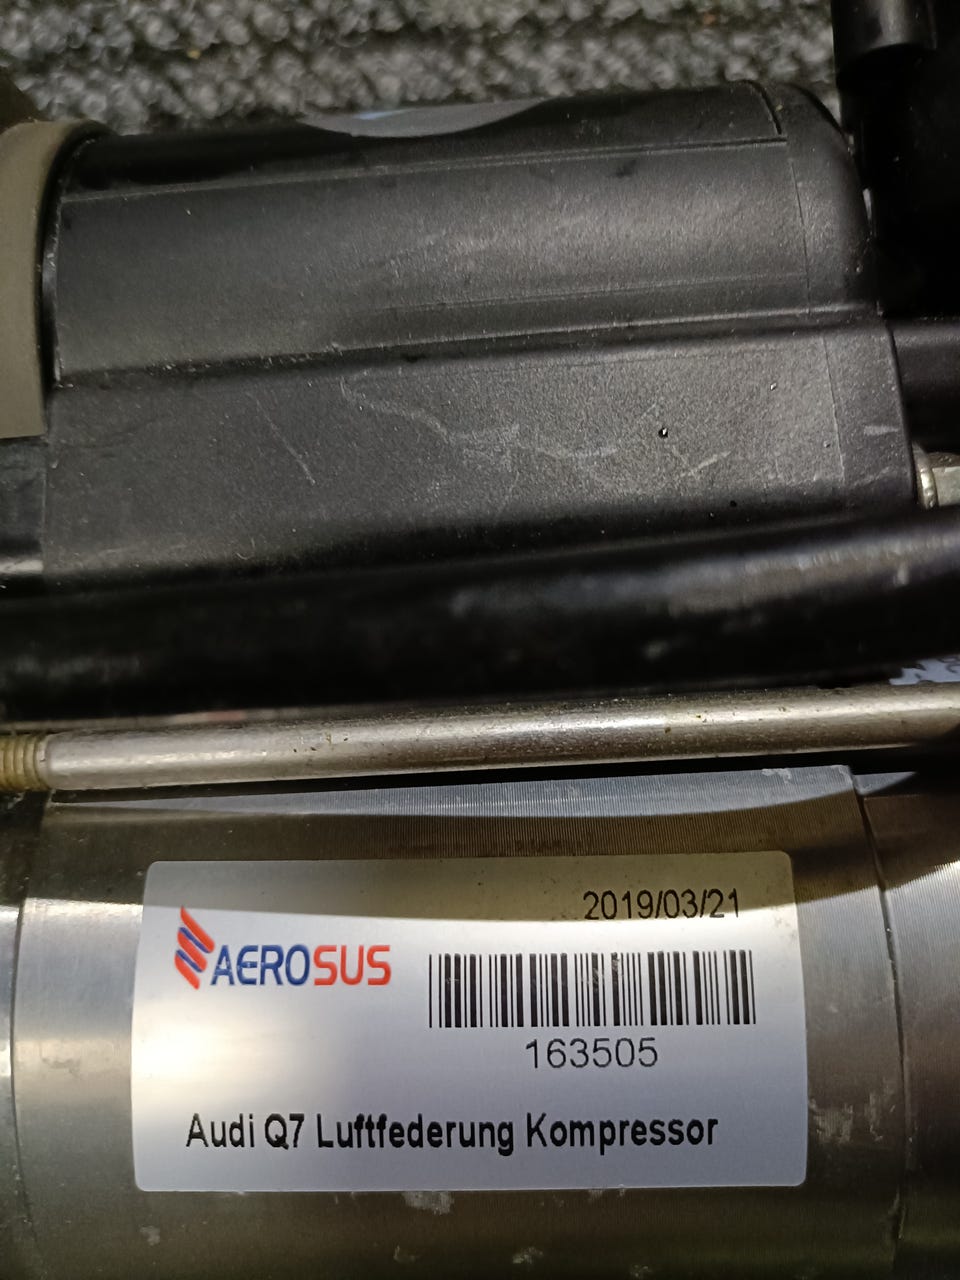 2019/03/21
AEROSUS
163505
Audi Q7 Luftfederung Kompressor